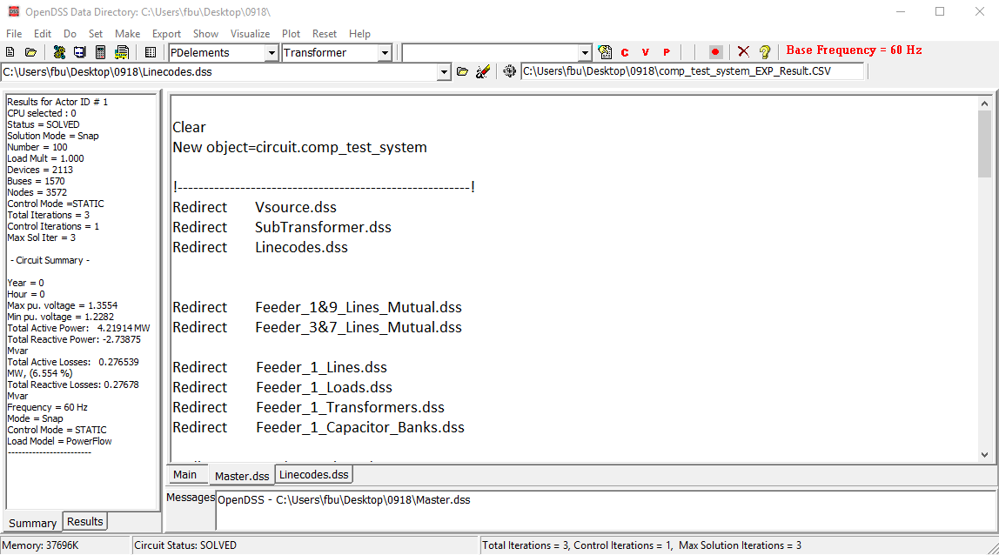 OpenDSS Data Directory: C:\Users\fbu\Desktop\0918\
File Edit Do Set Make Export Show Visualize Plot Reset Help
PDelements Transformer C V P Base Frequency = 60 Hz
C:\Users\fbu\Desktop\0918\Linecodes.dss C:\Users\fbu\Desktop\0918\comp_test_system_EXP_Result.CSV
Results for Actor ID # 1
CPU selected : 0
Status = SOLVED
Solution Mode = Snap
Number = 100
Load Mult = 1.000
Devices = 2113
Buses = 1570
Nodes = 3572
Control Mode =STATIC
Total Iterations = 3
Control Iterations = 1
Max Sol Iter = 3
- Circuit Summary -
Year = 0
Hour = 0
Max pu. voltage = 1.3554
Min pu. voltage = 1.2282
Total Active Power: 4.21914 MW
Total Reactive Power: -2.73875
Mvar
Total Active Losses: 0.276539
MW, (6.554 %)
Total Reactive Losses: 0.27678
Mvar
Frequency = 60 Hz
Mode = Snap
Control Mode = STATIC
Load Model = PowerFlow
------------------------
Summary Results
Clear
New object=circuit.comp_test_system
!--------------------------------------------------------!
Redirect Vsource.dss
Redirect SubTransformer.dss
Redirect Linecodes.dss
Redirect Feeder_1&9_Lines_Mutual.dss
Redirect Feeder_3&7_Lines_Mutual.dss
Redirect Feeder_1_Lines.dss
Redirect Feeder_1_Loads.dss
Redirect Feeder_1_Transformers.dss
Redirect Feeder_1_Capacitor_Banks.dss
Main Master.dss Linecodes.dss
Messages OpenDSS - C:\Users\fbu\Desktop\0918\Master.dss
Memory: 37696K Circuit Status: SOLVED Total Iterations = 3, Control Iterations = 1, Max Solution Iterations = 3